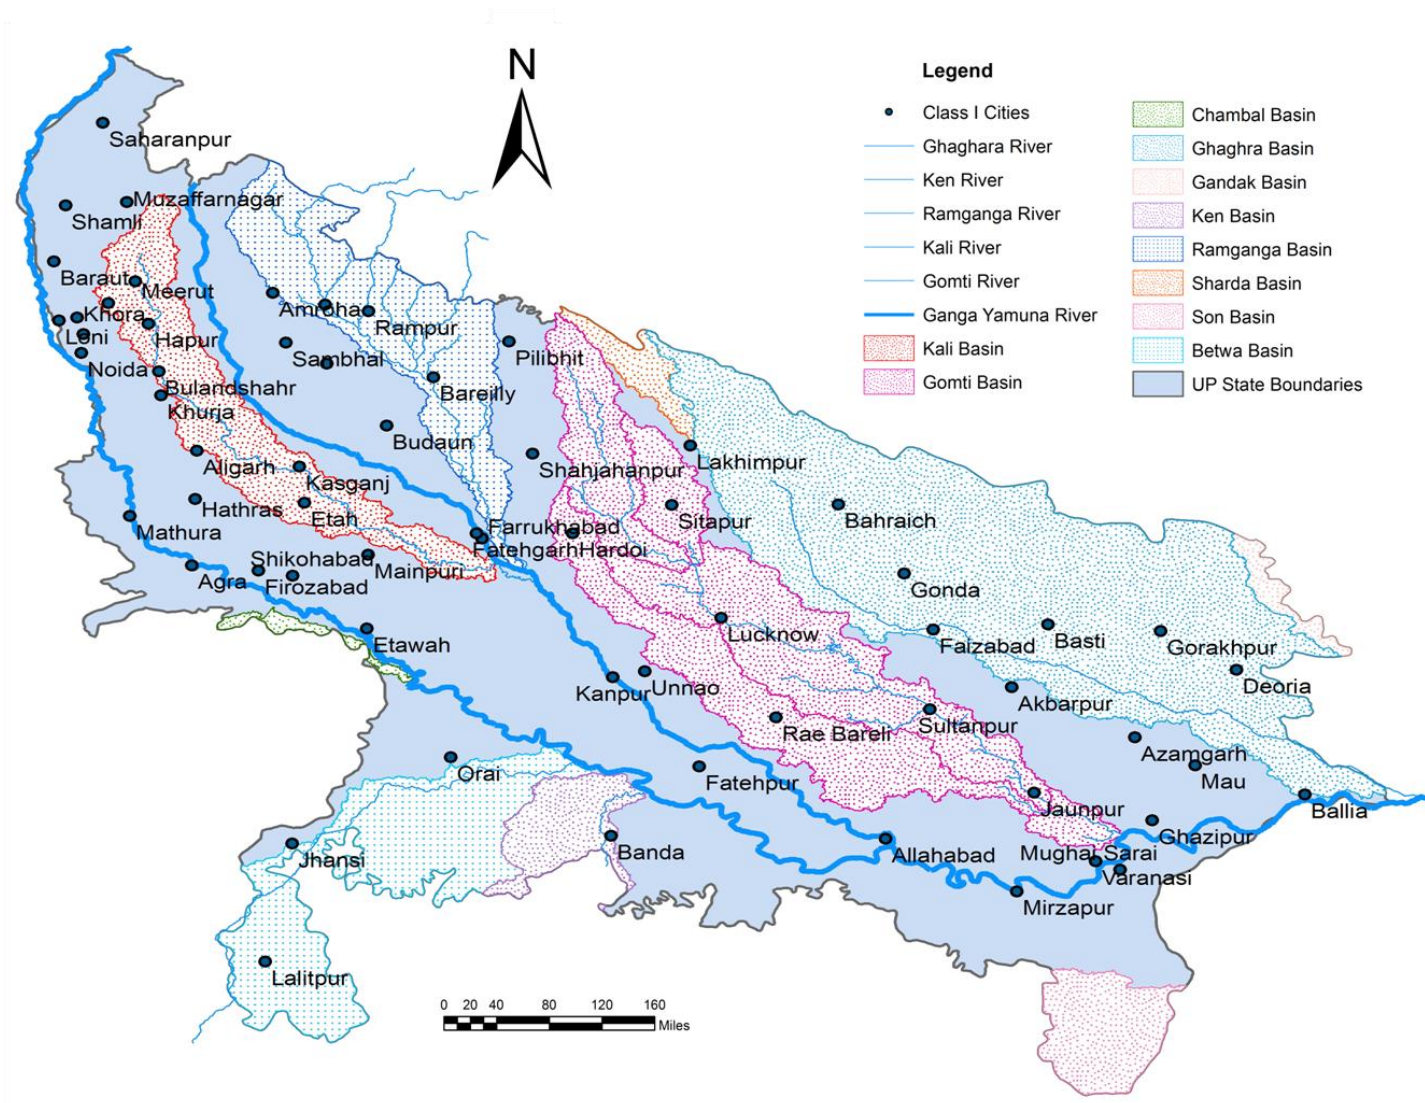 N
Legend
Class I Cities
Ghaghara River
Ken River
Ramganga River
Kali River
Gomti River
Ganga Yamuna River
Kali Basin
Gomti Basin
Chambal Basin
Ghaghra Basin
Gandak Basin
Ken Basin
Ramganga Basin
Sharda Basin
Son Basin
Betwa Basin
UP State Boundaries
Saharanpur
Muzaffarnagar
Shamli
Baraut
Meerut
Khora
Loni
Hapur
Noida
Bulandshahr
Khurja
Amroha
Rampur
Sambhal
Pilibhit
Bareilly
Budaun
Shahjahanpur
Lakhimpur
Aligarh
Kasganj
Hathras
Etah
Mathura
Farrukhabad
Fatehgarh
Hardoi
Sitapur
Bahraich
Shikohabad
Mainpuri
Agra
Firozabad
Gonda
Etawah
Lucknow
Faizabad
Basti
Gorakhpur
Deoria
Kanpur
Unnao
Akbarpur
Rae Bareli
Sultanpur
Azamgarh
Mau
Orai
Fatehpur
Jaunpur
Ballia
Ghazipur
Jhansi
Banda
Allahabad
Mughal Sarai
Varanasi
Mirzapur
Lalitpur
0 20 40 80 120 160
Miles